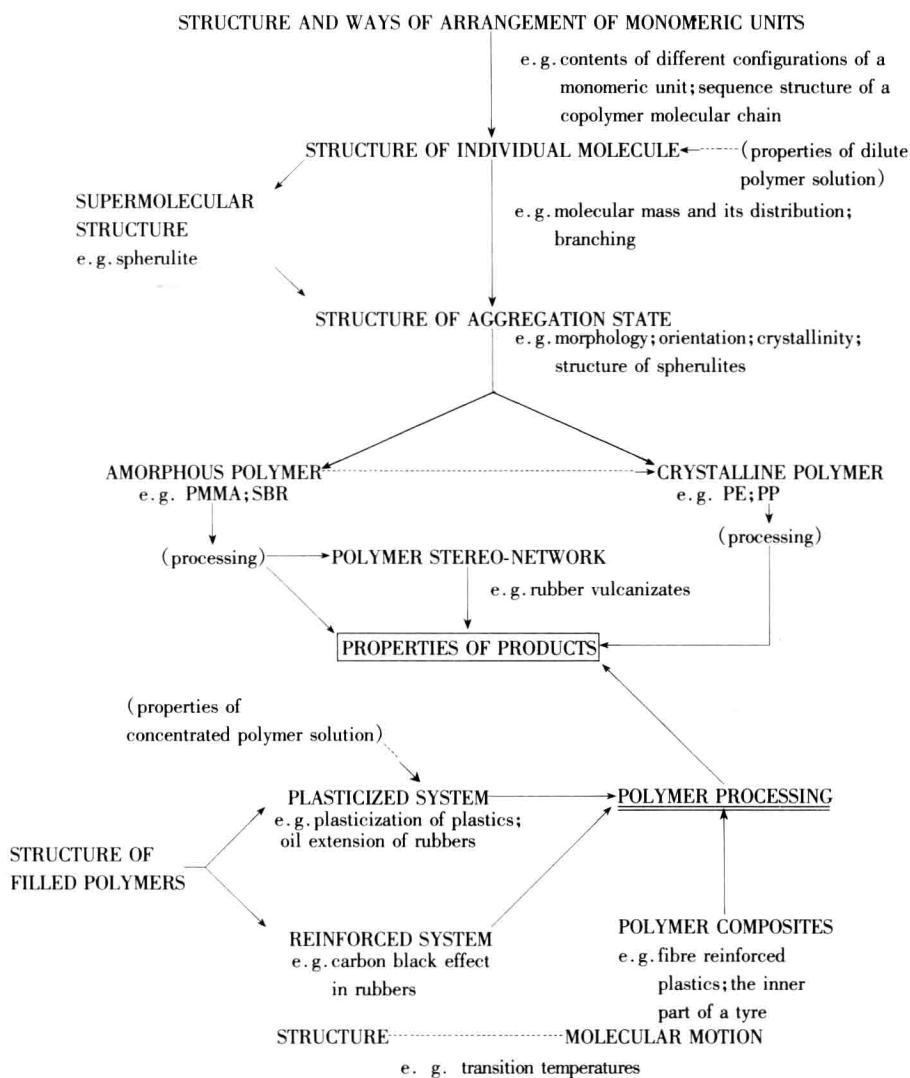 STRUCTURE AND WAYS OF ARRANGEMENT OF MONOMERIC UNITS
e.g. contents of different configurations of a
monomeric unit; sequence structure of a
copolymer molecular chain
STRUCTURE OF INDIVIDUAL MOLECULE
(properties of dilute
polymer solution)
SUPERMOLECULAR
STRUCTURE
e.g. spherulite
e.g. molecular mass and its distribution;
branching
STRUCTURE OF AGGREGATION STATE
e.g. morphology; orientation; crystallinity;
structure of spherulites
AMORPHOUS POLYMER
e.g. PMMA; SBR
CRYSTALLINE POLYMER
e.g. PE; PP
(processing)
POLYMER STEREO-NETWORK
(processing)
e.g. rubber vulcanizates
PROPERTIES OF PRODUCTS
(properties of
concentrated polymer solution)
PLASTICIZED SYSTEM
e.g. plasticization of plastics;
oil extension of rubbers
POLYMER PROCESSING
STRUCTURE OF
FILLED POLYMERS
REINFORCED SYSTEM
e.g. carbon black effect
in rubbers
POLYMER COMPOSITES
e.g. fibre reinforced
plastics; the inner
part of a tyre
STRUCTURE
MOLECULAR MOTION
e. g. transition temperatures